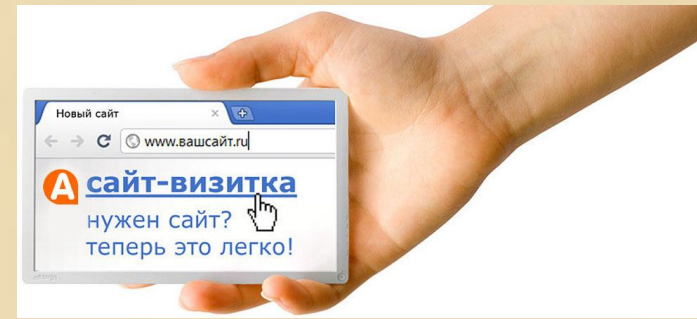 Новый сайт
www.вашсайт.ru
А сайт-визитка
нужен сайт?
теперь это легко!